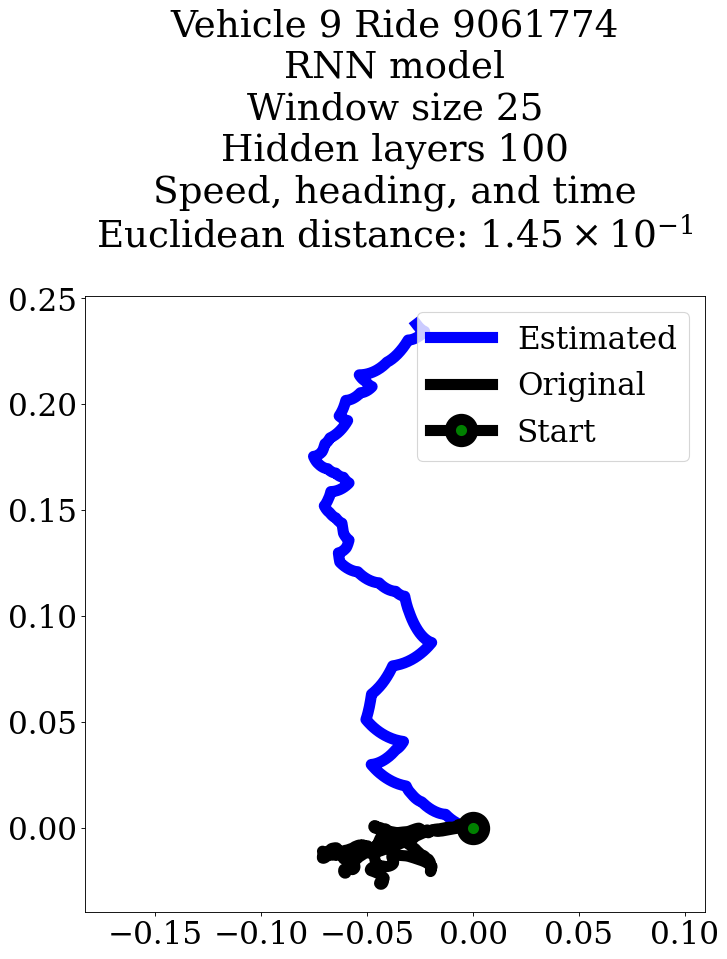 Vehicle 9 Ride 9061774
RNN model
Window size 25
Hidden layers 100
Speed, heading, and time
Euclidean distance: 1.45 × 10⁻¹
0.25
0.20
0.15
0.10
0.05
0.00
Estimated
Original
Start
−0.15 −0.10 −0.05 0.00 0.05 0.10